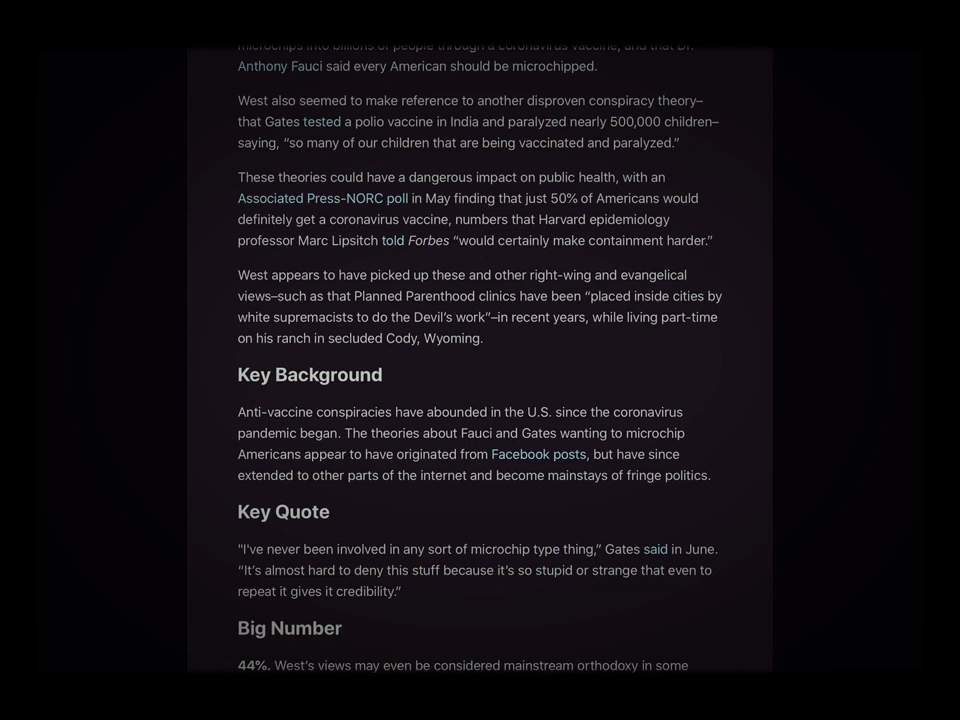 microchips into billions of people through a coronavirus vaccine, and that Dr.
Anthony Fauci said every American should be microchipped.
West also seemed to make reference to another disproven conspiracy theory–
that Gates tested a polio vaccine in India and paralyzed nearly 500,000 children–
saying, “so many of our children that are being vaccinated and paralyzed.”
These theories could have a dangerous impact on public health, with an
Associated Press-NORC poll in May finding that just 50% of Americans would
definitely get a coronavirus vaccine, numbers that Harvard epidemiology
professor Marc Lipsitch told Forbes “would certainly make containment harder.”
West appears to have picked up these and other right-wing and evangelical
views–such as that Planned Parenthood clinics have been “placed inside cities by
white supremacists to do the Devil’s work”–in recent years, while living part-time
on his ranch in secluded Cody, Wyoming.
Key Background
Anti-vaccine conspiracies have abounded in the U.S. since the coronavirus
pandemic began. The theories about Fauci and Gates wanting to microchip
Americans appear to have originated from Facebook posts, but have since
extended to other parts of the internet and become mainstays of fringe politics.
Key Quote
"I've never been involved in any sort of microchip type thing,” Gates said in June.
“It’s almost hard to deny this stuff because it’s so stupid or strange that even to
repeat it gives it credibility.”
Big Number
44%. West’s views may even be considered mainstream orthodoxy in some